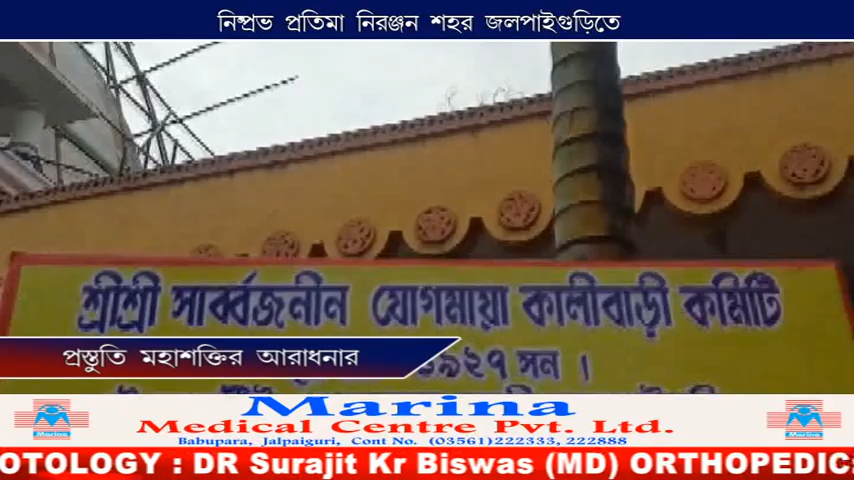 নিষ্প্রভ প্রতিমা নিরঞ্জন শহর জলপাইগুড়িতে
শ্রীশ্রী সার্ব্বজনীন যোগমায়া কালীবাড়ী কমিটি
প্রস্তুতি মহাশক্তির আরাধনার
১৯২৭ সন ।
Marina
Medical Centre Pvt. Ltd.
Babupara, Jalpaiguri, Cont No. (03561)222333, 222888
Marina
Marina
OTOLOGY : DR Surajit Kr Biswas (MD) ORTHOPEDIC